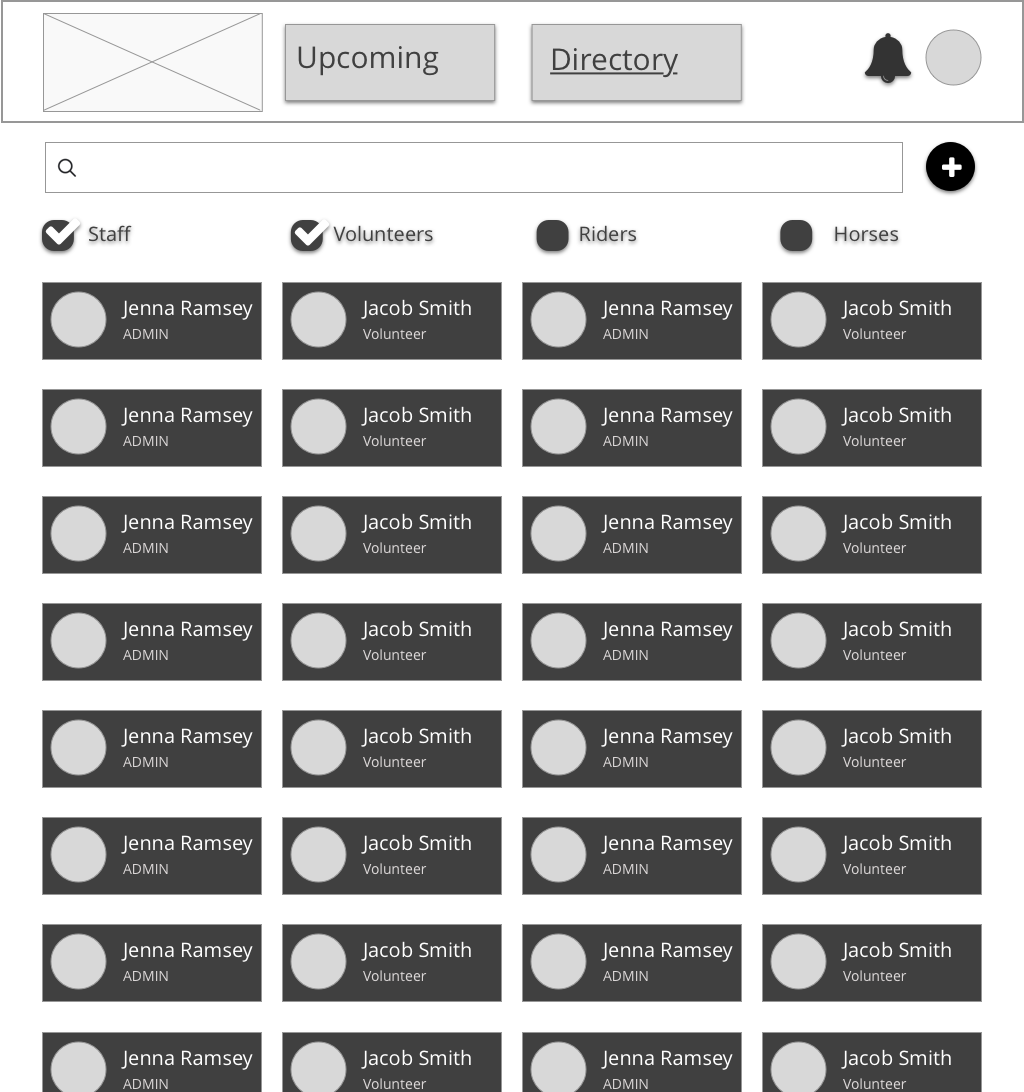 Upcoming
Directory
Staff
Volunteers
Riders
Horses
Jenna Ramsey
ADMIN
Jacob Smith
Volunteer
Jenna Ramsey
ADMIN
Jacob Smith
Volunteer
Jenna Ramsey
ADMIN
Jacob Smith
Volunteer
Jenna Ramsey
ADMIN
Jacob Smith
Volunteer
Jenna Ramsey
ADMIN
Jacob Smith
Volunteer
Jenna Ramsey
ADMIN
Jacob Smith
Volunteer
Jenna Ramsey
ADMIN
Jacob Smith
Volunteer
Jenna Ramsey
ADMIN
Jacob Smith
Volunteer
Jenna Ramsey
ADMIN
Jacob Smith
Volunteer
Jenna Ramsey
ADMIN
Jacob Smith
Volunteer
Jenna Ramsey
ADMIN
Jacob Smith
Volunteer
Jenna Ramsey
ADMIN
Jacob Smith
Volunteer
Jenna Ramsey
ADMIN
Jacob Smith
Volunteer
Jenna Ramsey
ADMIN
Jacob Smith
Volunteer
Jenna Ramsey
ADMIN
Jacob Smith
Volunteer
Jenna Ramsey
ADMIN
Jacob Smith
Volunteer